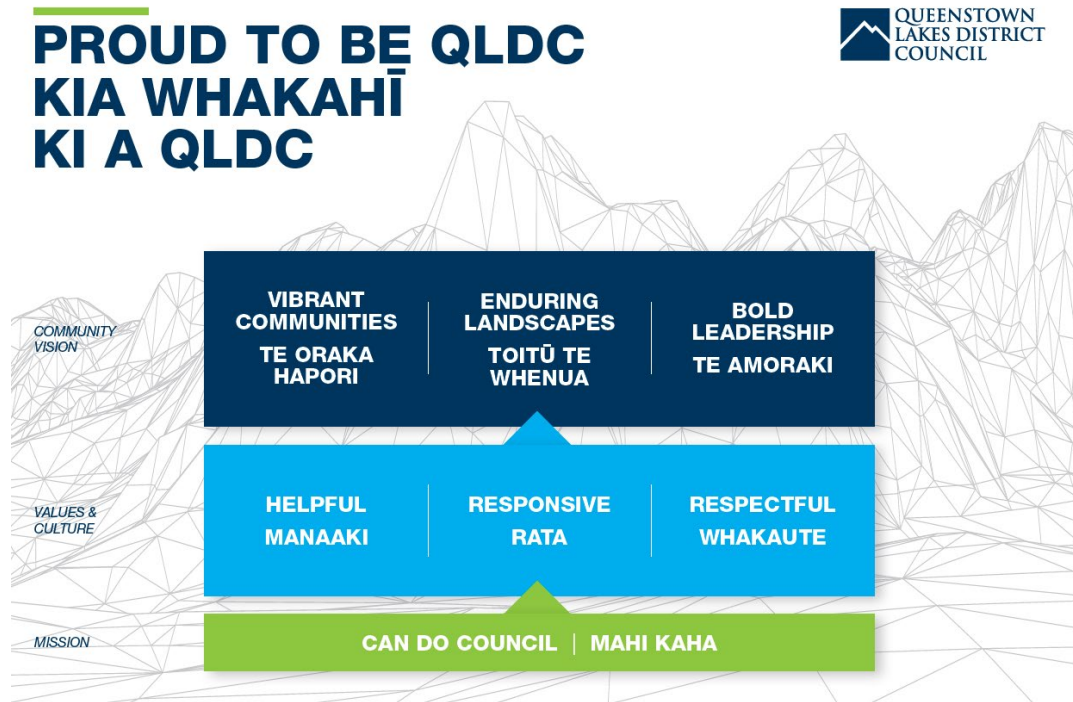 PROUD TO BE QLDC
KIA WHAKAHĪ
KI A QLDC
QUEENSTOWN
LAKES DISTRICT
COUNCIL
COMMUNITY
VISION
VIBRANT
COMMUNITIES
TE ORAKA
HAPORI
ENDURING
LANDSCAPES
TOITŪ TE
WHENUA
BOLD
LEADERSHIP
TE AMORAKI
VALUES &
CULTURE
HELPFUL
MANAAKI
RESPONSIVE
RATA
RESPECTFUL
WHAKAUTE
MISSION
CAN DO COUNCIL | MAHI KAHA